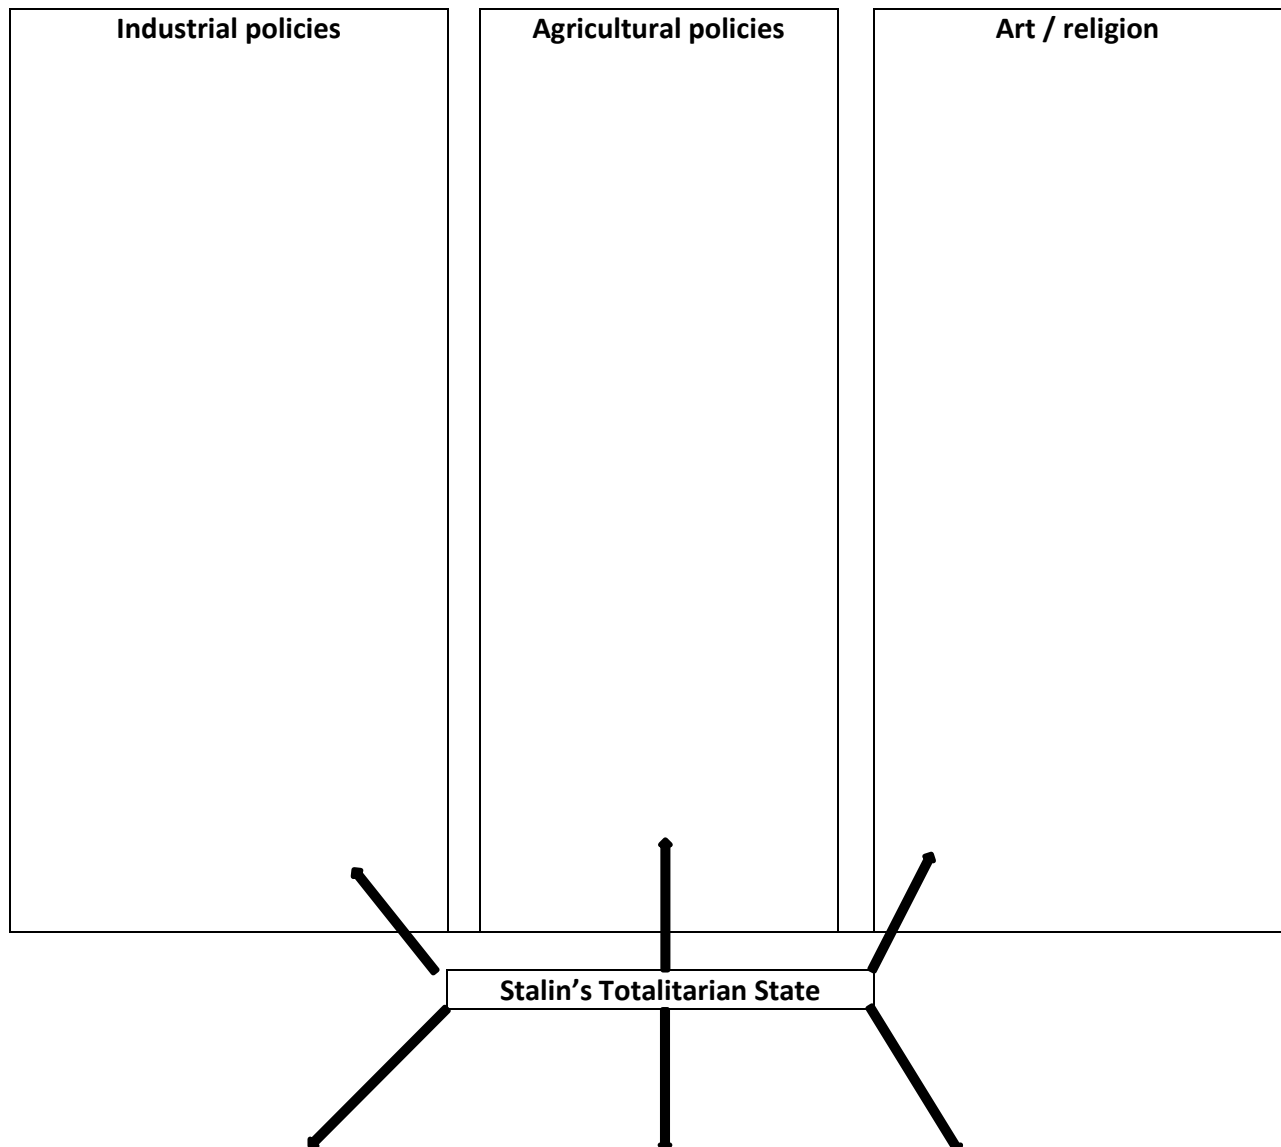 Industrial policies
Agricultural policies
Art / religion
Stalin’s Totalitarian State